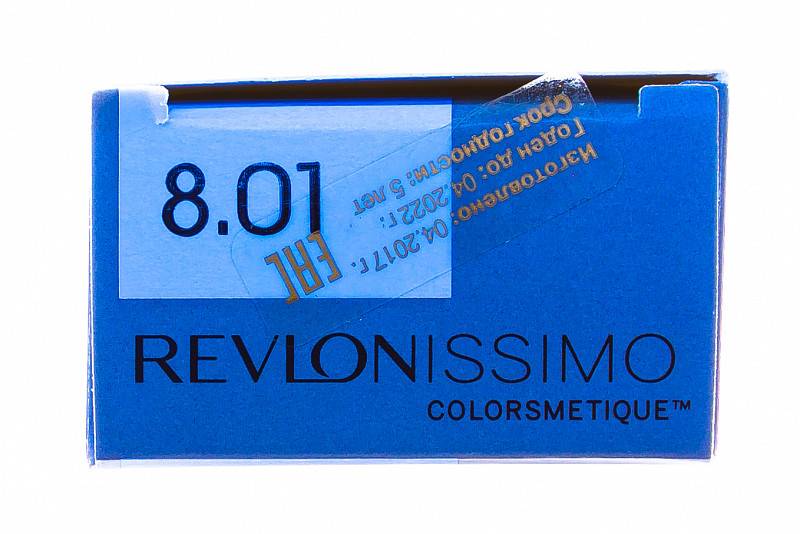 8.01
Изготовлено: 04.2017 г.
Годен до: 04.2022 г.
Срок годности: 5 лет
EAC
REVLONISSIMO
COLORSMETIQUE™